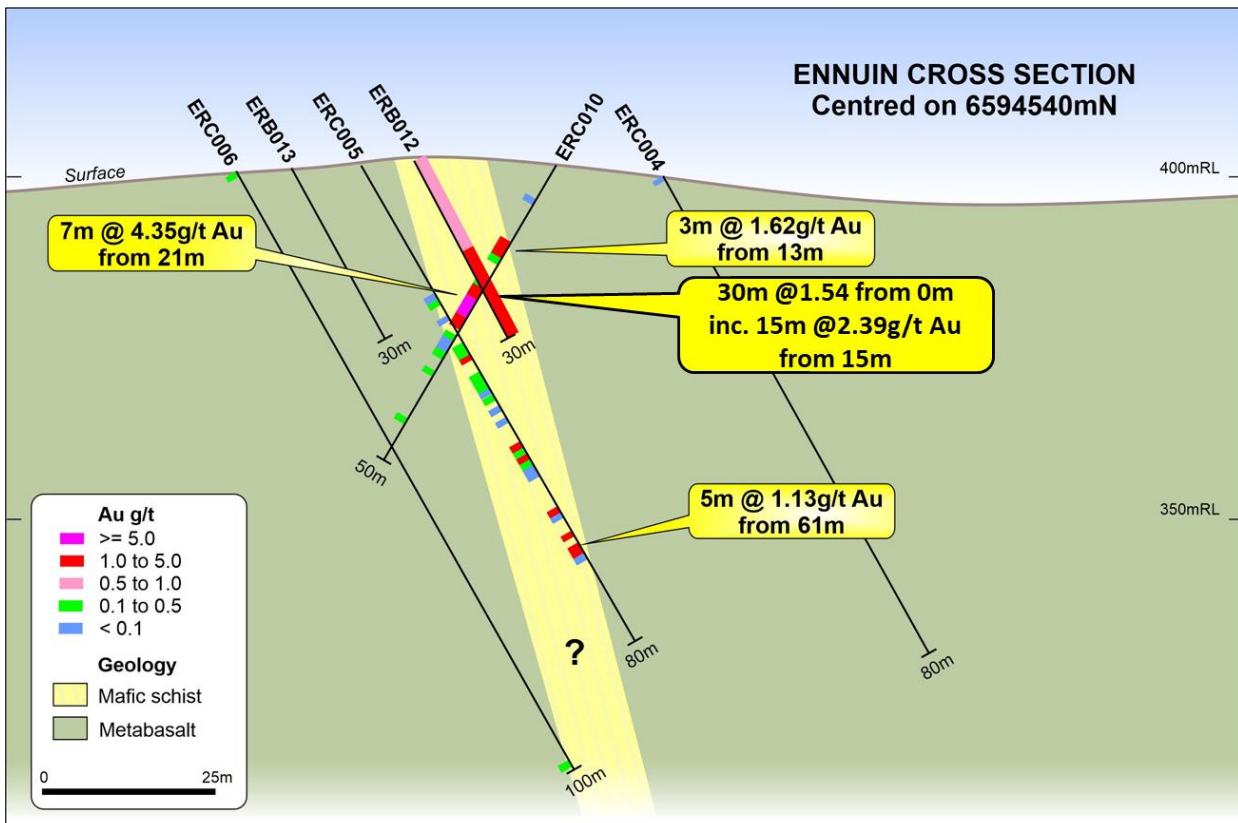 ENNUIN CROSS SECTION
Centred on 6594540mN
ERC006
ERB013
ERC005
ERB012
ERC010
ERC004
Surface
400mRL
7m @ 4.35g/t Au
from 21m
3m @ 1.62g/t Au
from 13m
30m @1.54 from 0m
inc. 15m @2.39g/t Au
from 15m
30m
30m
50m
5m @ 1.13g/t Au
from 61m
350mRL
?
80m
80m
100m
Au g/t
>= 5.0
1.0 to 5.0
0.5 to 1.0
0.1 to 0.5
< 0.1
Geology
Mafic schist
Metabasalt
0
25m